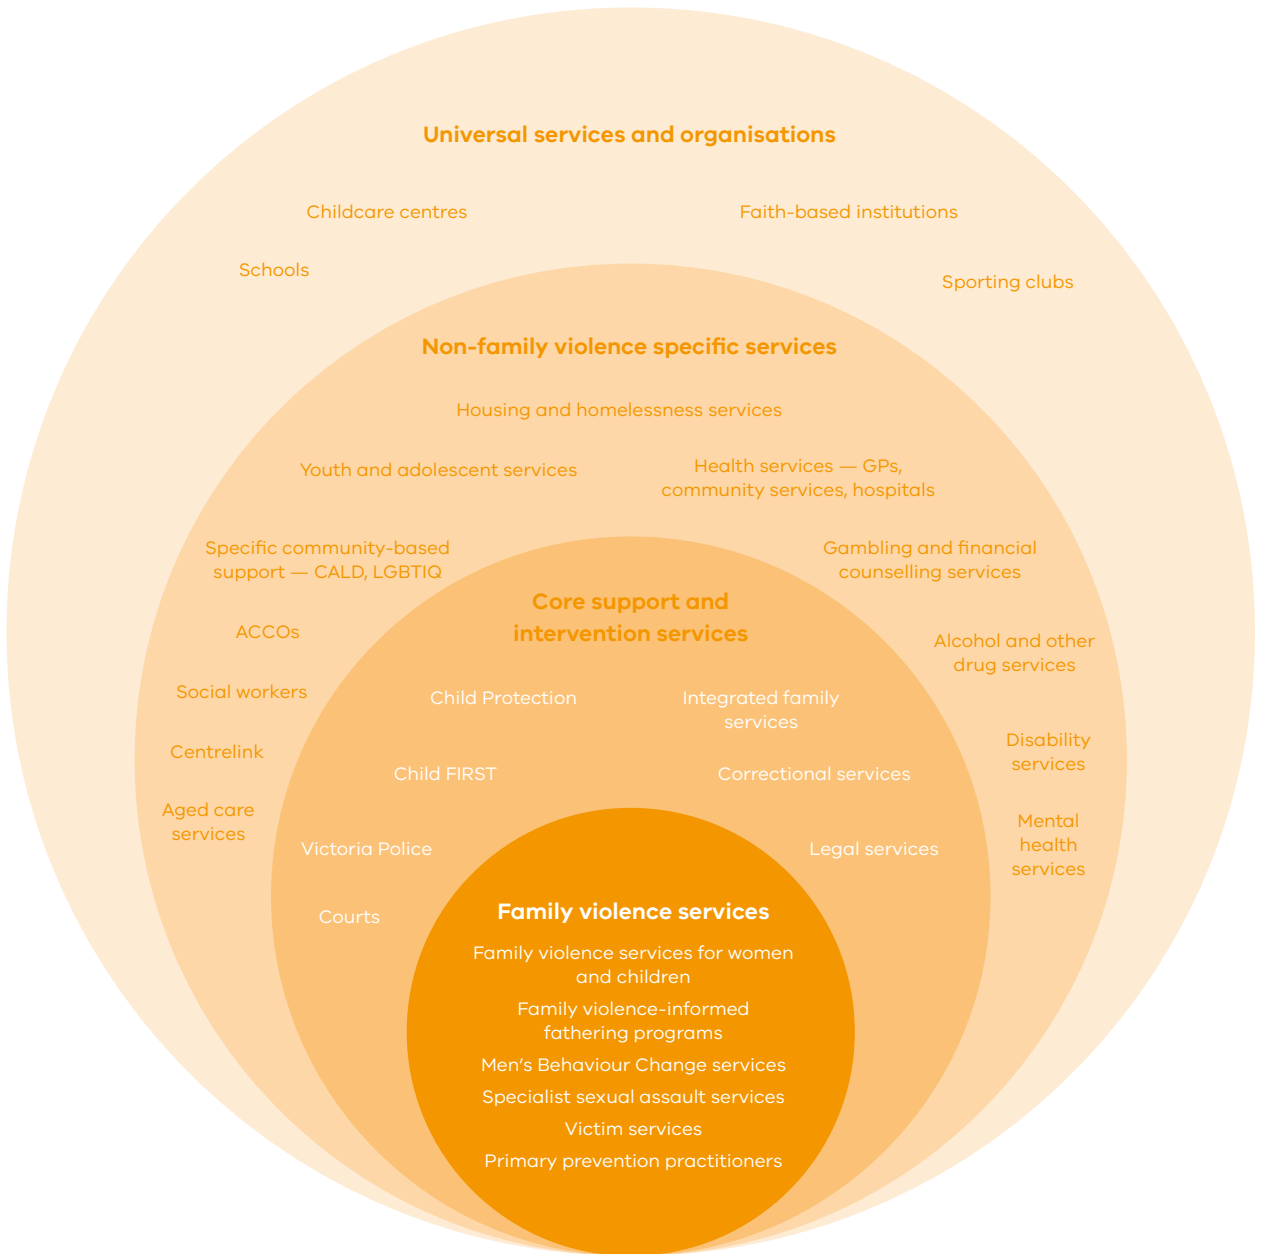 Universal services and organisations
Childcare centres
Faith-based institutions
Schools
Sporting clubs
Non-family violence specific services
Housing and homelessness services
Youth and adolescent services
Health services — GPs,
community services, hospitals
Specific community-based
support — CALD, LGBTIQ
Gambling and financial
counselling services
ACCOs
Alcohol and other
drug services
Social workers
Centrelink
Disability
services
Aged care
services
Mental
health
services
Core support and
intervention services
Child Protection
Integrated family
services
Child FIRST
Correctional services
Victoria Police
Legal services
Courts
Family violence services
Family violence services for women
and children
Family violence-informed
fathering programs
Men’s Behaviour Change services
Specialist sexual assault services
Victim services
Primary prevention practitioners